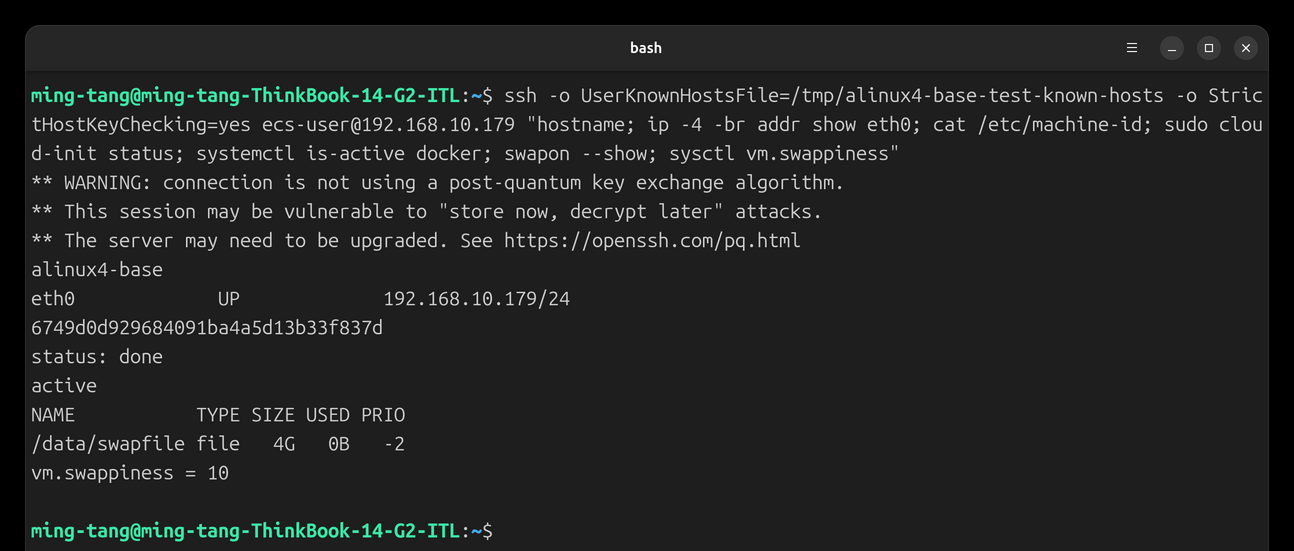 bash
ming-tang@ming-tang-ThinkBook-14-G2-ITL:~$ ssh -o UserKnownHostsFile=/tmp/alinux4-base-test-known-hosts -o Stric
tHostKeyChecking=yes ecs-user@192.168.10.179 "hostname; ip -4 -br addr show eth0; cat /etc/machine-id; sudo clou
d-init status; systemctl is-active docker; swapon --show; sysctl vm.swappiness"
** WARNING: connection is not using a post-quantum key exchange algorithm.
** This session may be vulnerable to "store now, decrypt later" attacks.
** The server may need to be upgraded. See https://openssh.com/pq.html
alinux4-base
eth0             UP             192.168.10.179/24
6749d0d929684091ba4a5d13b33f837d
status: done
active
NAME           TYPE SIZE USED PRIO
/data/swapfile file   4G   0B   -2
vm.swappiness = 10
ming-tang@ming-tang-ThinkBook-14-G2-ITL:~$